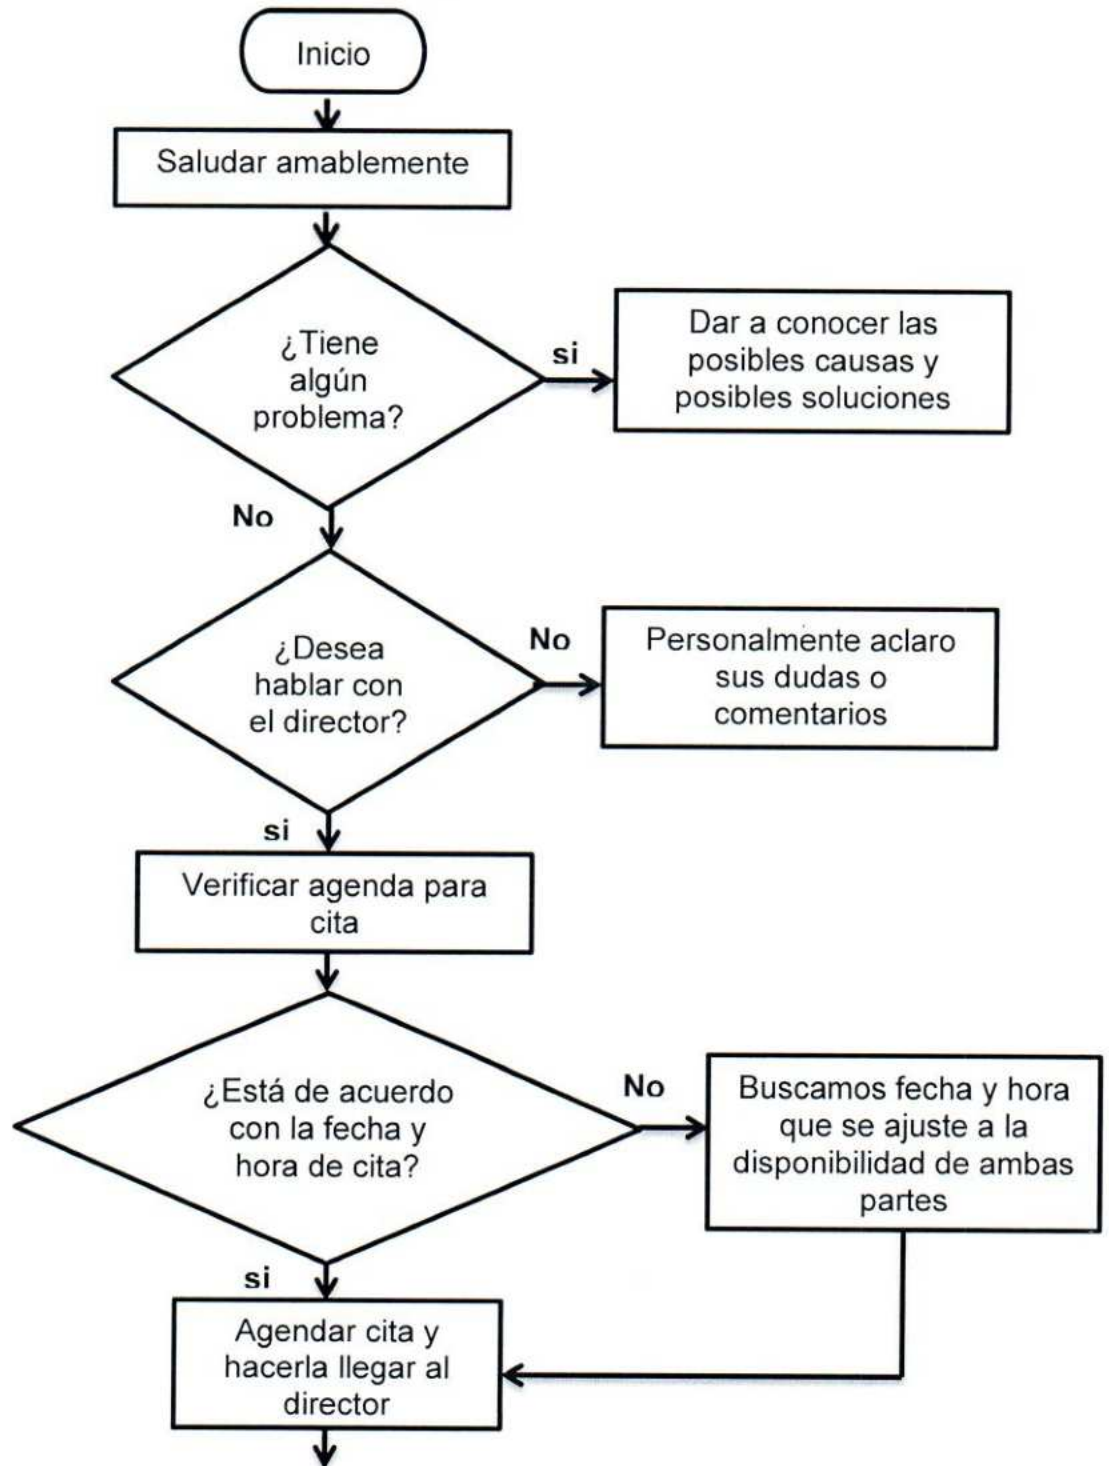 Inicio
Saludar amablemente
¿Tiene
algún
problema?
si
Dar a conocer las
posibles causas y
posibles soluciones
No
¿Desea
hablar con
el director?
No
Personalmente aclaro
sus dudas o
comentarios
si
Verificar agenda para
cita
¿Está de acuerdo
con la fecha y
hora de cita?
No
Buscamos fecha y hora
que se ajuste a la
disponibilidad de ambas
partes
si
Agendar cita y
hacerla llegar al
director